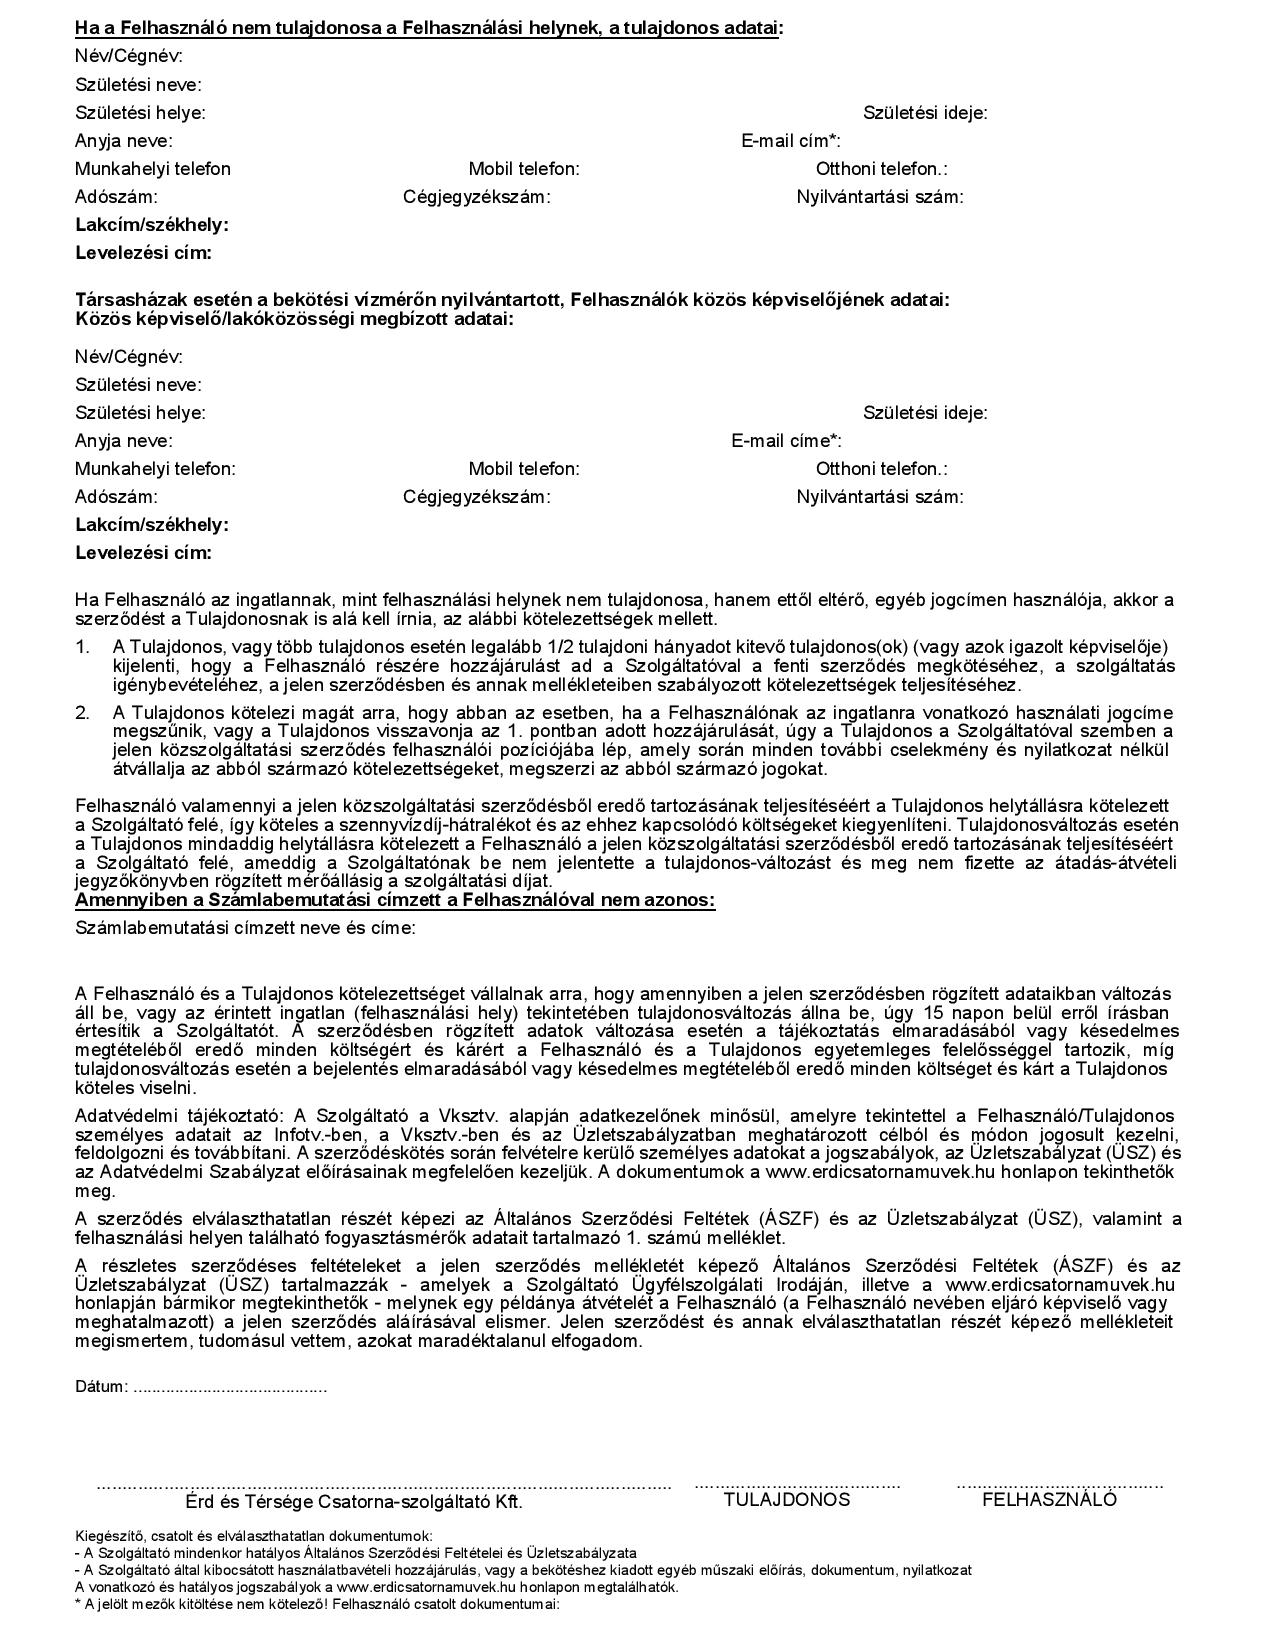 Ha a Felhasználó nem tulajdonosa a Felhasználási helynek, a tulajdonos adatai:
Név/Cégnév:
Születési neve:
Születési helye: Születési ideje:
Anyja neve: E-mail cím*:
Munkahelyi telefon Mobil telefon: Otthoni telefon.:
Adószám: Cégjegyzékszám: Nyilvántartási szám:
Lakcím/székhely:
Levelezési cím:
Társasházak esetén a bekötési vízmérőn nyilvántartott, Felhasználók közös képviselőjének adatai:
Közös képviselő/lakóközösségi megbízott adatai:
Név/Cégnév:
Születési neve:
Születési helye: Születési ideje:
Anyja neve: E-mail címe*:
Munkahelyi telefon: Mobil telefon: Otthoni telefon.:
Adószám: Cégjegyzékszám: Nyilvántartási szám:
Lakcím/székhely:
Levelezési cím:
Ha Felhasználó az ingatlannak, mint felhasználási helynek nem tulajdonosa, hanem ettől eltérő, egyéb jogcímen használója, akkor a
szerződést a Tulajdonosnak is alá kell írnia, az alábbi kötelezettségek mellett.
1. A Tulajdonos, vagy több tulajdonos esetén legalább 1/2 tulajdoni hányadot kitevő tulajdonos(ok) (vagy azok igazolt képviselője)
kijelenti, hogy a Felhasználó részére hozzájárulást ad a Szolgáltatóval a fenti szerződés megkötéséhez, a szolgáltatás
igénybevételéhez, a jelen szerződésben és annak mellékleteiben szabályozott kötelezettségek teljesítéséhez.
2. A Tulajdonos kötelezi magát arra, hogy abban az esetben, ha a Felhasználónak az ingatlanra vonatkozó használati jogcíme
megszűnik, vagy a Tulajdonos visszavonja az 1. pontban adott hozzájárulását, úgy a Tulajdonos a Szolgáltatóval szemben a
jelen közszolgáltatási szerződés felhasználói pozíciójába lép, amely során minden további cselekmény és nyilatkozat nélkül
átvállalja az abból származó kötelezettségeket, megszerzi az abból származó jogokat.
Felhasználó valamennyi a jelen közszolgáltatási szerződésből eredő tartozásának teljesítéséért a Tulajdonos helytállásra kötelezett
a Szolgáltató felé, így köteles a szennyvízdíj-hátralékot és az ehhez kapcsolódó költségeket kiegyenlíteni. Tulajdonosváltozás esetén
a Tulajdonos mindaddig helytállásra kötelezett a Felhasználó a jelen közszolgáltatási szerződésből eredő tartozásának teljesítéséért
a Szolgáltató felé, ameddig a Szolgáltatónak be nem jelentette a tulajdonos-változást és meg nem fizette az átadás-átvételi
jegyzőkönyvben rögzített mérőállásig a szolgáltatási díjat.
Amennyiben a Számlabemutatási címzett a Felhasználóval nem azonos:
Számlabemutatási címzett neve és címe:
A Felhasználó és a Tulajdonos kötelezettséget vállalnak arra, hogy amennyiben a jelen szerződésben rögzített adataikban változás
áll be, vagy az érintett ingatlan (felhasználási hely) tekintetében tulajdonosváltozás állna be, úgy 15 napon belül erről írásban
értesítik a Szolgáltatót. A szerződésben rögzített adatok változása esetén a tájékoztatás elmaradásából vagy késedelmes
megtételéből eredő minden költségért és kárért a Felhasználó és a Tulajdonos egyetemleges felelősséggel tartozik, míg
tulajdonosváltozás esetén a bejelentés elmaradásából vagy késedelmes megtételéből eredő minden költséget és kárt a Tulajdonos
köteles viselni.
Adatvédelmi tájékoztató: A Szolgáltató a Vksztv. alapján adatkezelőnek minősül, amelyre tekintettel a Felhasználó/Tulajdonos
személyes adatait az Infotv.-ben, a Vksztv.-ben és az Üzletszabályzatban meghatározott célból és módon jogosult kezelni,
feldolgozni és továbbítani. A szerződéskötés során felvételre kerülő személyes adatokat a jogszabályok, az Üzletszabályzat (ÜSZ) és
az Adatvédelmi Szabályzat előírásainak megfelelően kezeljük. A dokumentumok a www.erdicsatornamuvek.hu honlapon tekinthetők
meg.
A szerződés elválaszthatatlan részét képezi az Általános Szerződési Feltétek (ÁSZF) és az Üzletszabályzat (ÜSZ), valamint a
felhasználási helyen található fogyasztásmérők adatait tartalmazó 1. számú melléklet.
A részletes szerződéses feltételeket a jelen szerződés mellékletét képező Általános Szerződési Feltétek (ÁSZF) és az
Üzletszabályzat (ÜSZ) tartalmazzák - amelyek a Szolgáltató Ügyfélszolgálati Irodáján, illetve a www.erdicsatornamuvek.hu
honlapján bármikor megtekinthetők - melynek egy példánya átvételét a Felhasználó (a Felhasználó nevében eljáró képviselő vagy
meghatalmazott) a jelen szerződés aláírásával elismer. Jelen szerződést és annak elválaszthatatlan részét képező mellékleteit
megismertem, tudomásul vettem, azokat maradéktalanul elfogadom.
Dátum: ..........................................
Érd és Térsége Csatorna-szolgáltató Kft. TULAJDONOS FELHASZNÁLÓ
Kiegészítő, csatolt és elválaszthatatlan dokumentumok:
- A Szolgáltató mindenkor hatályos Általános Szerződési Feltételei és Üzletszabályzata
- A Szolgáltató által kibocsátott használatbavételi hozzájárulás, vagy a bekötéshez kiadott egyéb műszaki előírás, dokumentum, nyilatkozat
A vonatkozó és hatályos jogszabályok a www.erdicsatornamuvek.hu honlapon megtalálhatók.
* A jelölt mezők kitöltése nem kötelező! Felhasználó csatolt dokumentumai: